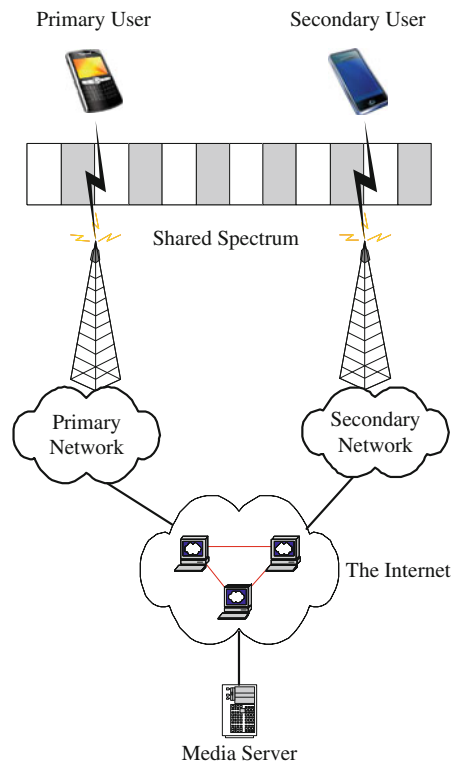 Primary User
Secondary User
Shared Spectrum
Primary
Network
Secondary
Network
The Internet
Media Server